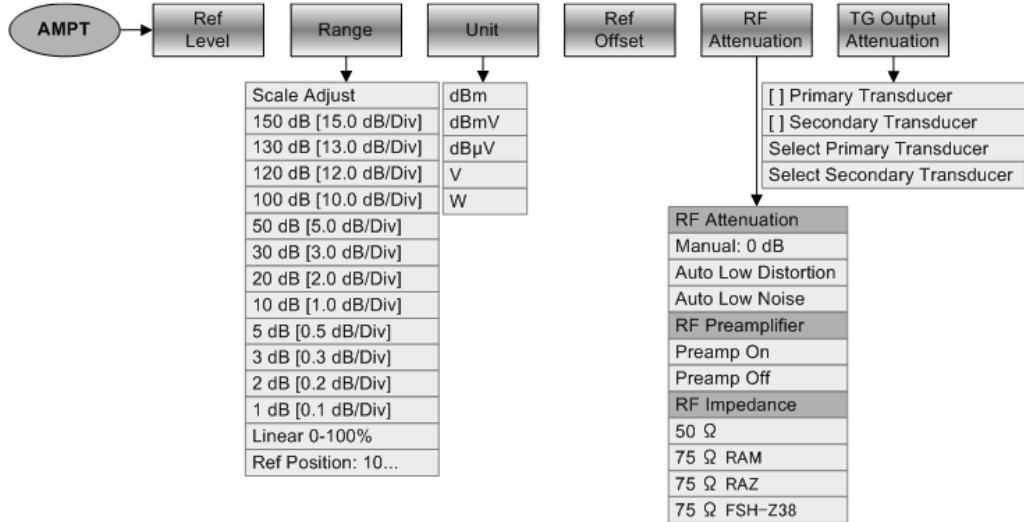 AMPT
Ref
Level
Range
Unit
Ref
Offset
RF
Attenuation
TG Output
Attenuation
Scale Adjust
150 dB [15.0 dB/Div]
130 dB [13.0 dB/Div]
120 dB [12.0 dB/Div]
100 dB [10.0 dB/Div]
50 dB [5.0 dB/Div]
30 dB [3.0 dB/Div]
20 dB [2.0 dB/Div]
10 dB [1.0 dB/Div]
5 dB [0.5 dB/Div]
3 dB [0.3 dB/Div]
2 dB [0.2 dB/Div]
1 dB [0.1 dB/Div]
Linear 0-100%
Ref Position: 10...
dBm
dBmV
dBµV
V
W
[ ] Primary Transducer
[ ] Secondary Transducer
Select Primary Transducer
Select Secondary Transducer
RF Attenuation
Manual: 0 dB
Auto Low Distortion
Auto Low Noise
RF Preamplifier
Preamp On
Preamp Off
RF Impedance
50 Ω
75 Ω RAM
75 Ω RAZ
75 Ω FSH-Z38